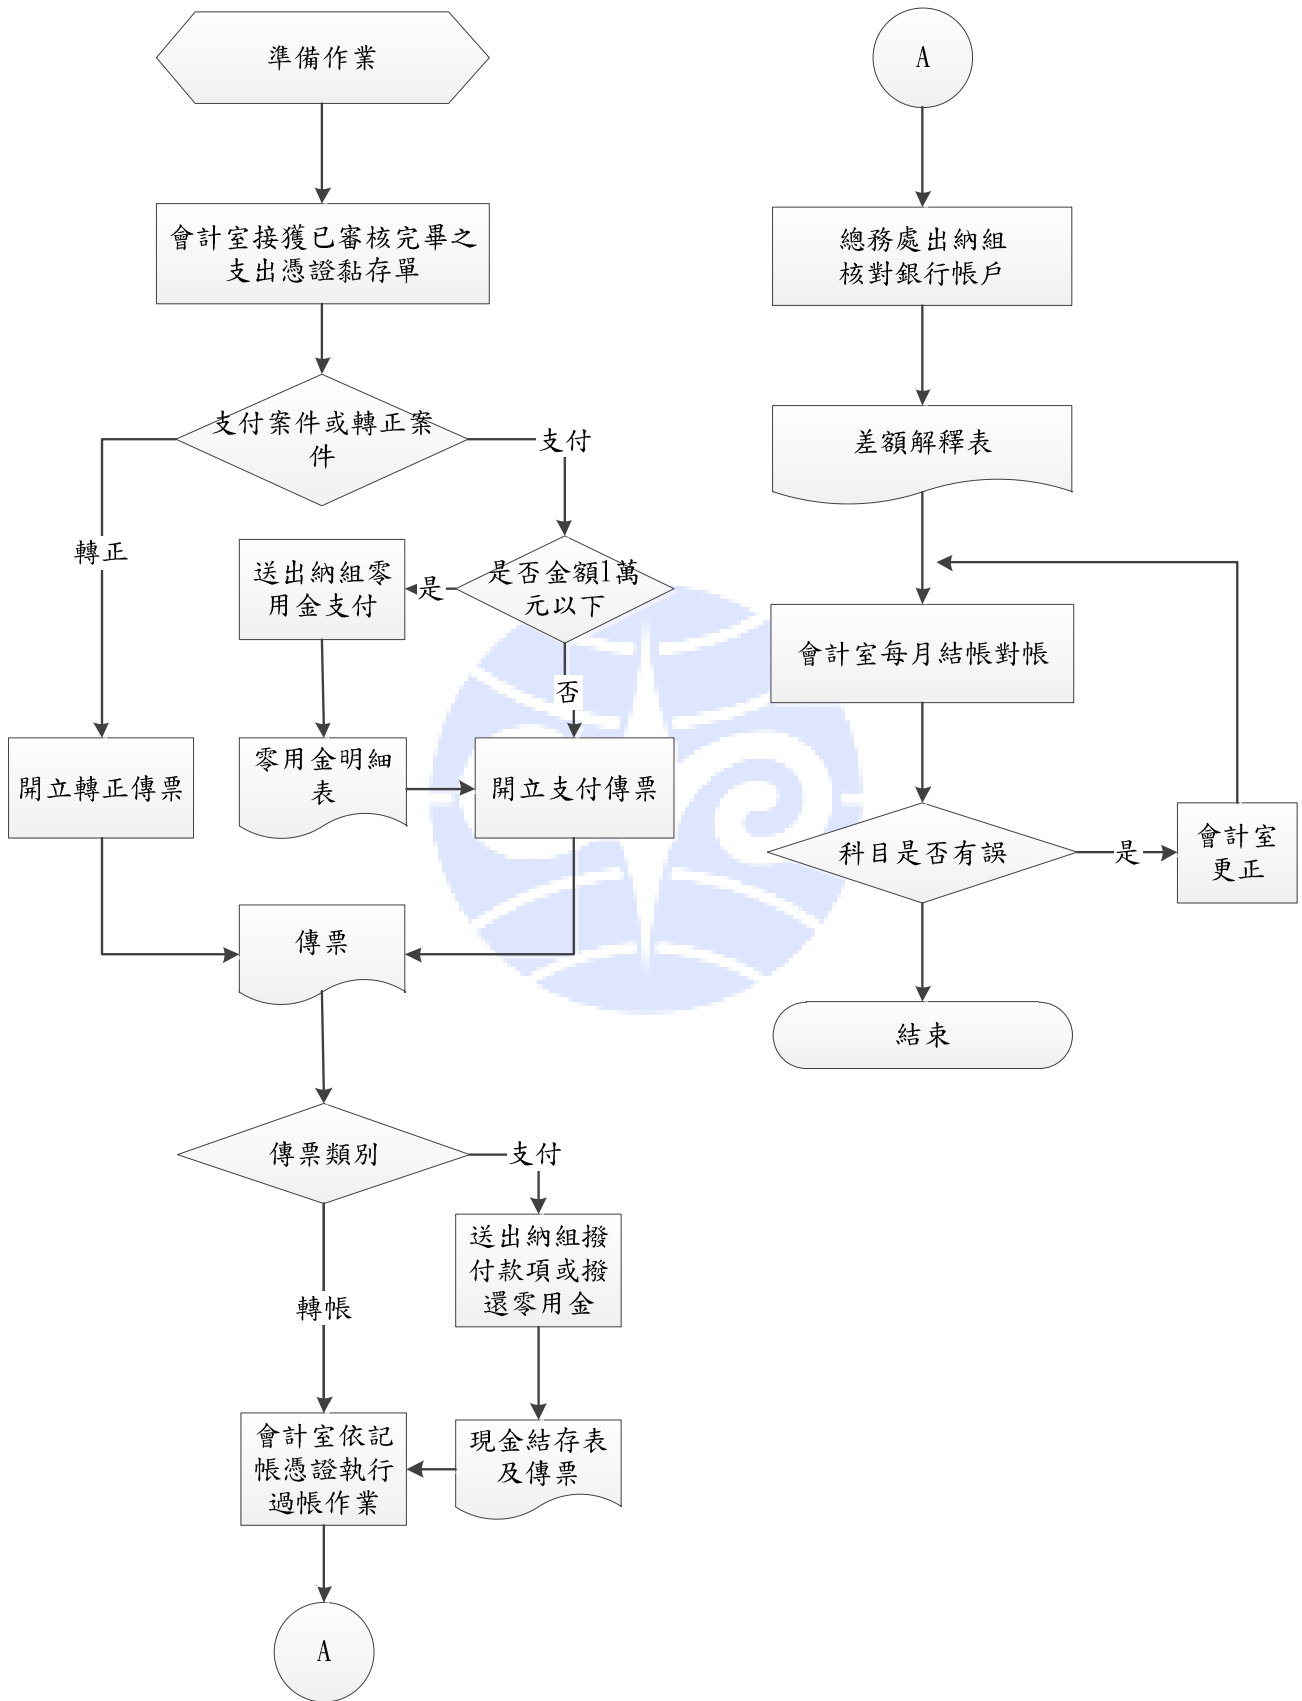 準備作業
會計室接獲已審核完畢之
支出憑證黏存單
支付案件或轉正案
件
支付
轉正
是否金額1萬
元以下
是
送出納組零
用金支付
否
零用金明細
表
開立轉正傳票
開立支付傳票
傳票
傳票類別
支付
送出納組撥
付款項或撥
還零用金
轉帳
現金結存表
及傳票
會計室依記
帳憑證執行
過帳作業
A
A
總務處出納組
核對銀行帳戶
差額解釋表
會計室每月結帳對帳
科目是否有誤
是
會計室
更正
結束